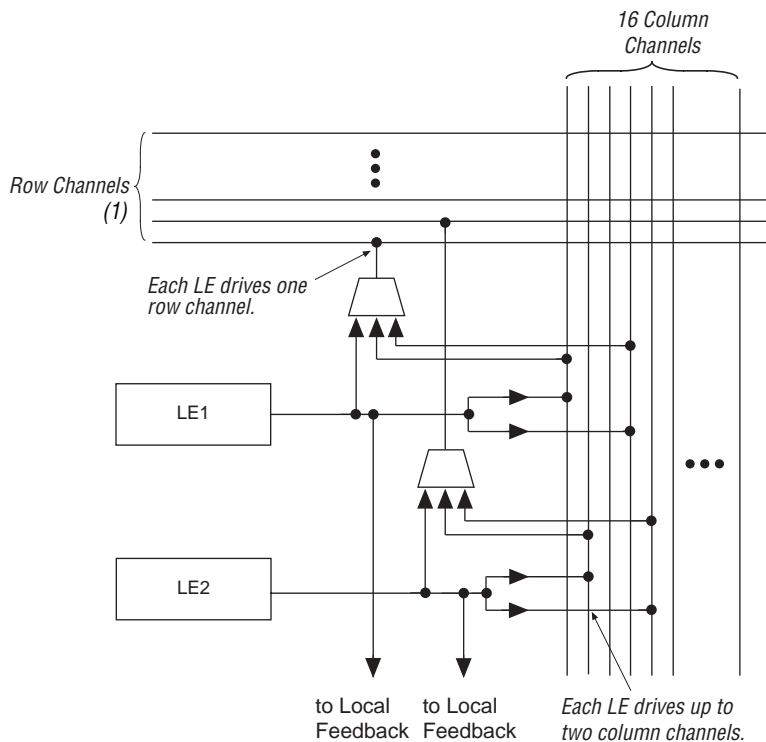 16 Column
Channels
Row Channels
(1)
Each LE drives one
row channel.
LE1
LE2
to Local
Feedback
to Local
Feedback
Each LE drives up to
two column channels.